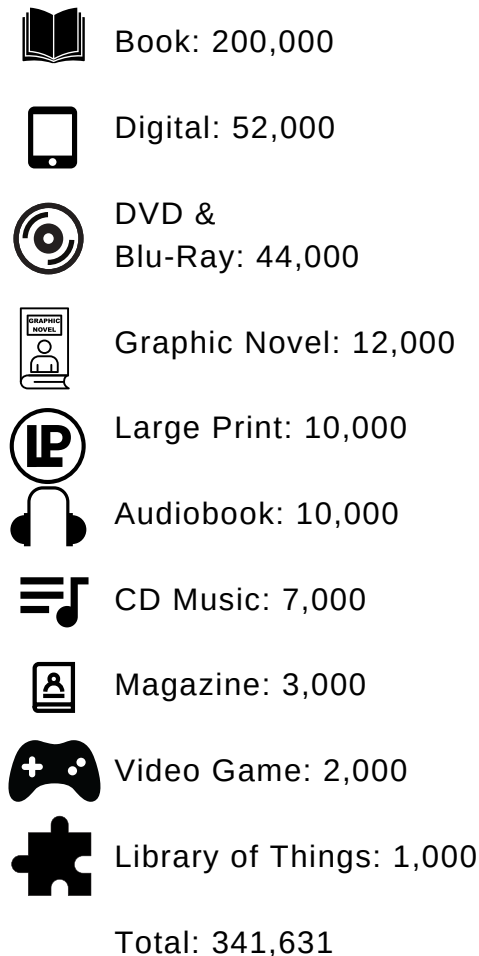 Book: 200,000
Digital: 52,000
DVD &
Blu-Ray: 44,000
GRAPHIC
NOVEL
Graphic Novel: 12,000
LP
Large Print: 10,000
Audiobook: 10,000
CD Music: 7,000
Magazine: 3,000
Video Game: 2,000
Library of Things: 1,000
Total: 341,631